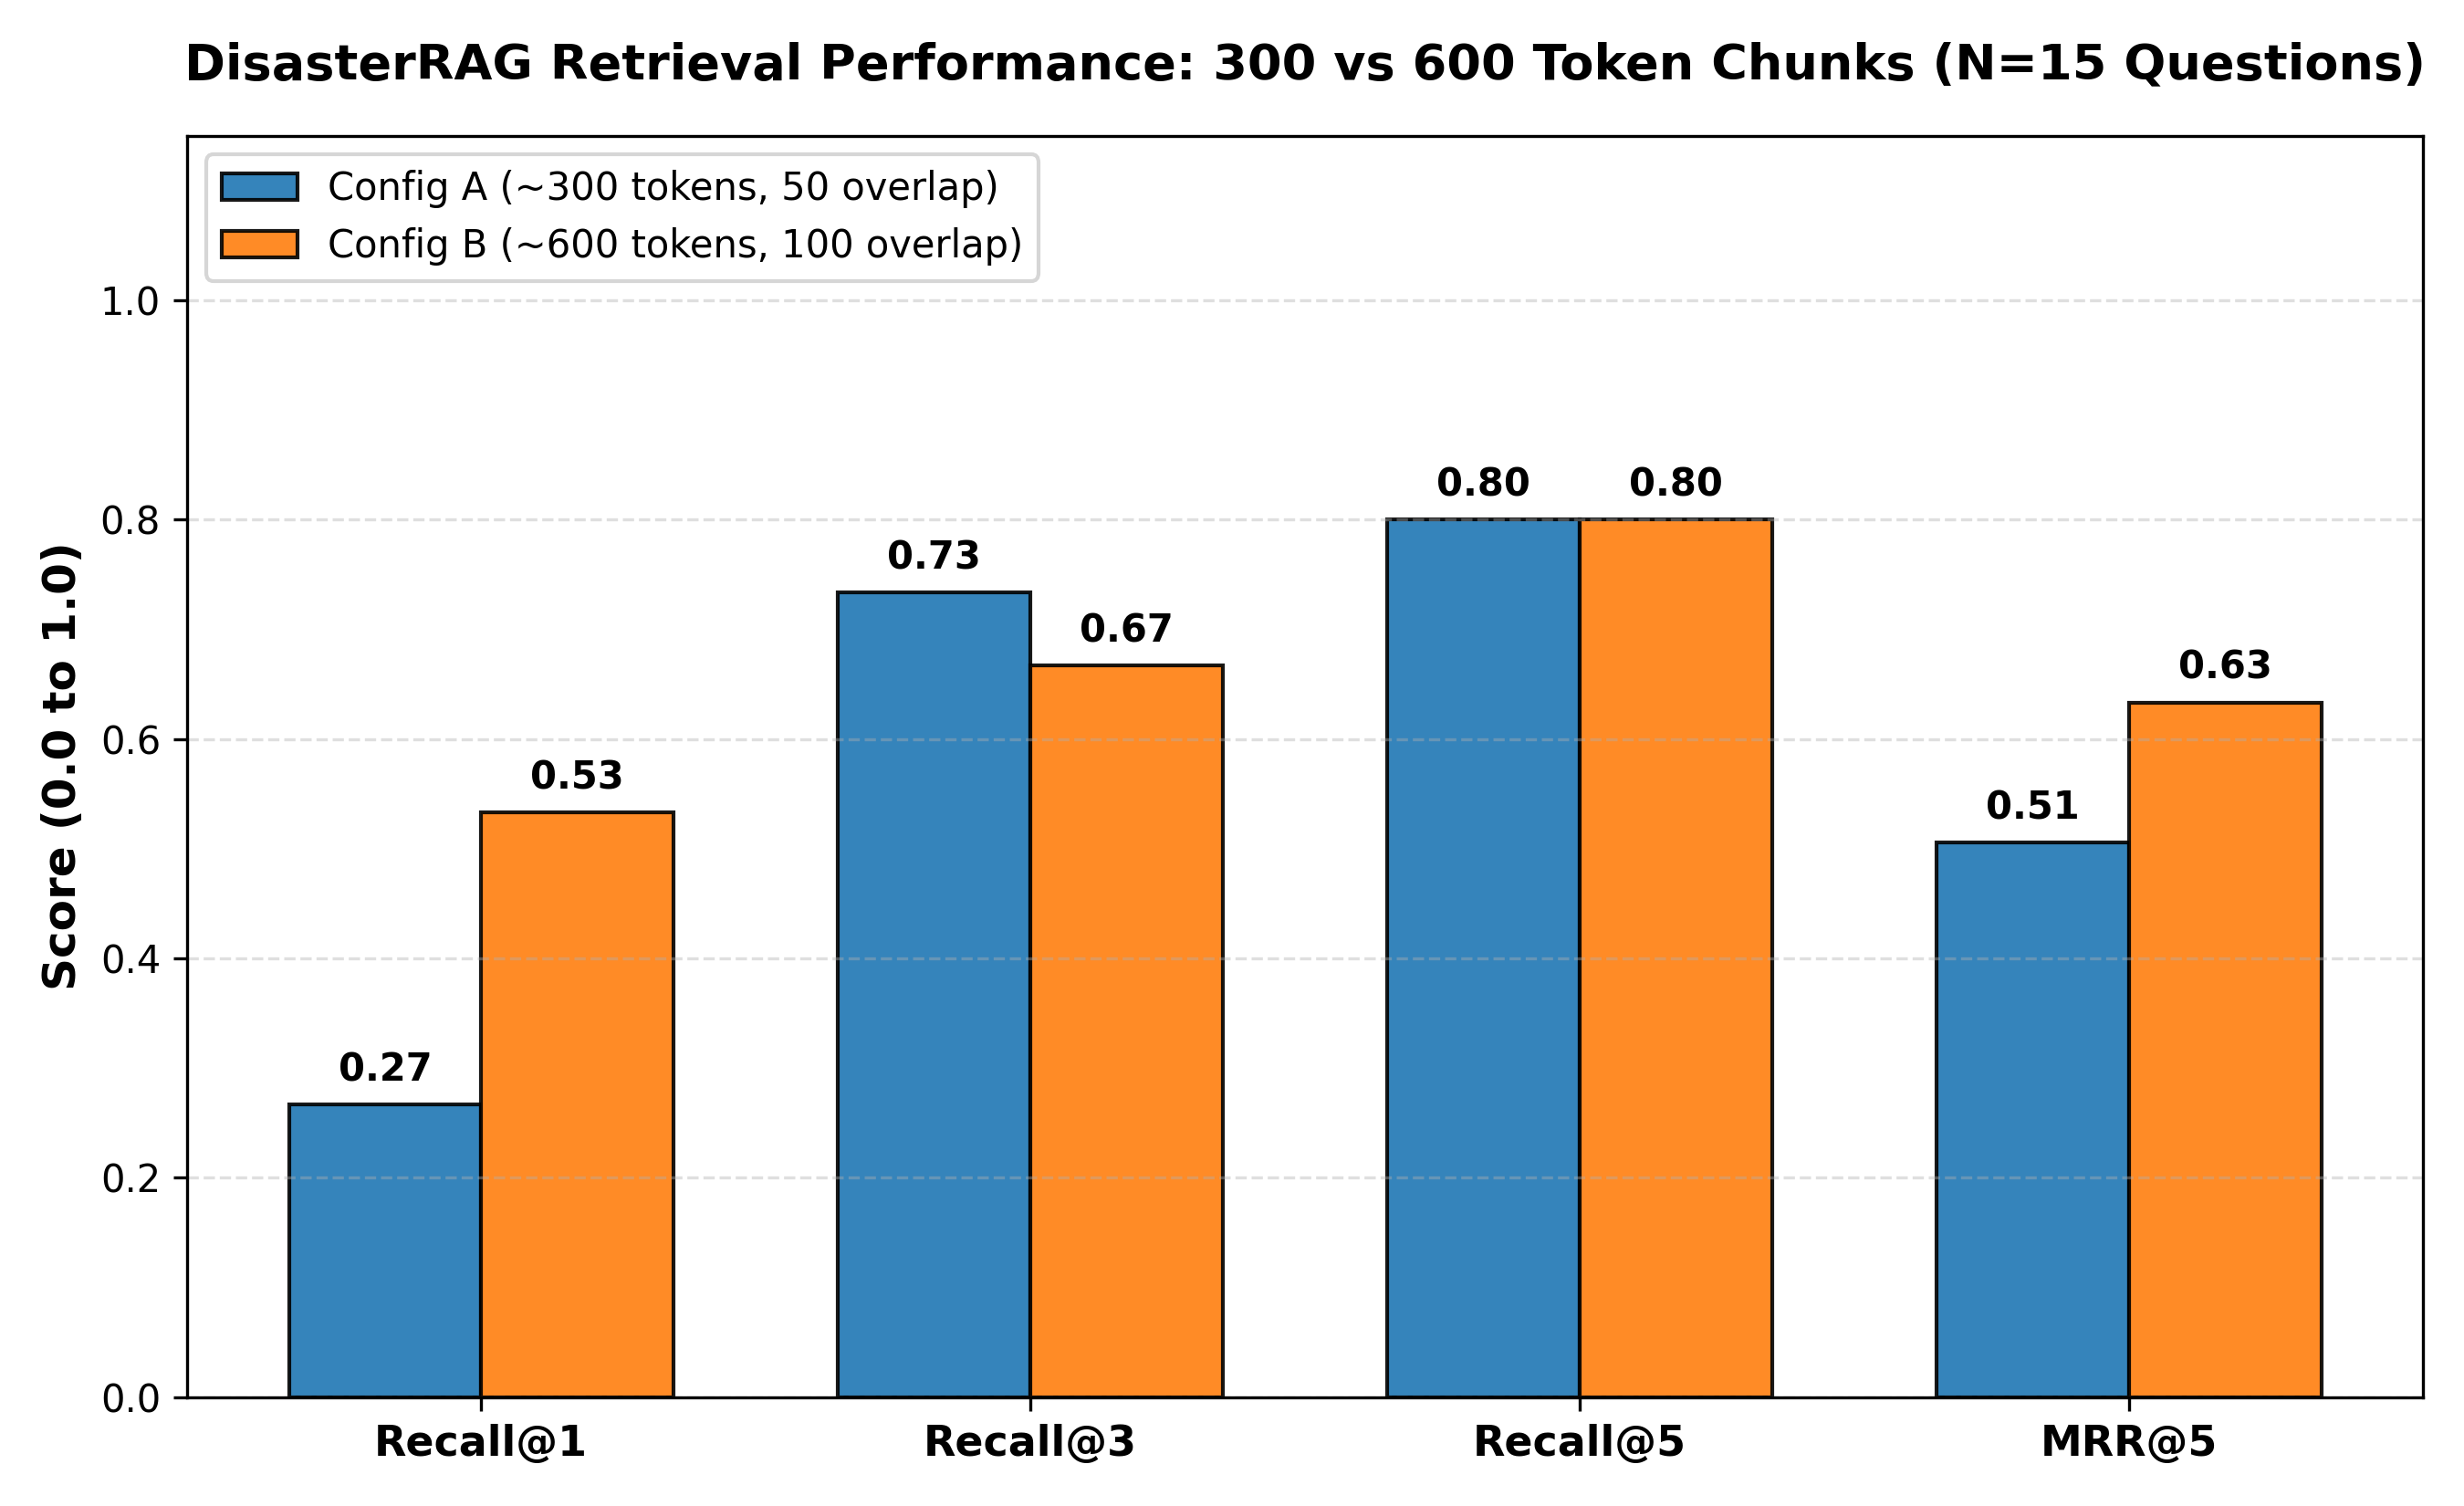 DisasterRAG Retrieval Performance: 300 vs 600 Token Chunks (N=15 Questions)
Config A (~300 tokens, 50 overlap)
Config B (~600 tokens, 100 overlap)
Score (0.0 to 1.0)
1.0
0.8
0.6
0.4
0.2
0.0
0.27
0.53
0.73
0.67
0.80
0.80
0.51
0.63
Recall@1
Recall@3
Recall@5
MRR@5